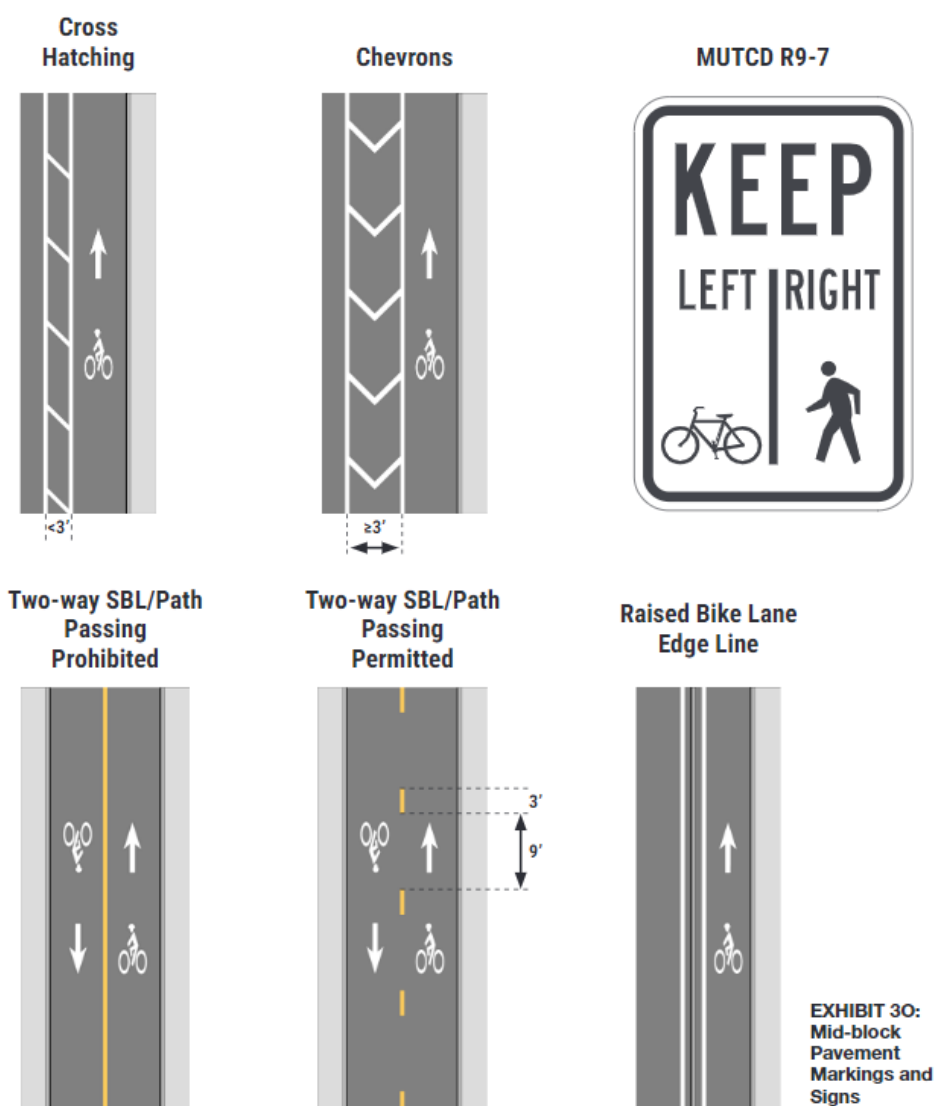 Cross
Hatching
Chevrons
MUTCD R9-7
KEEP
LEFT RIGHT
<3'
≥3'
Two-way SBL/Path
Passing
Prohibited
Two-way SBL/Path
Passing
Permitted
Raised Bike Lane
Edge Line
3'
9'
EXHIBIT 3O:
Mid-block
Pavement
Markings and
Signs